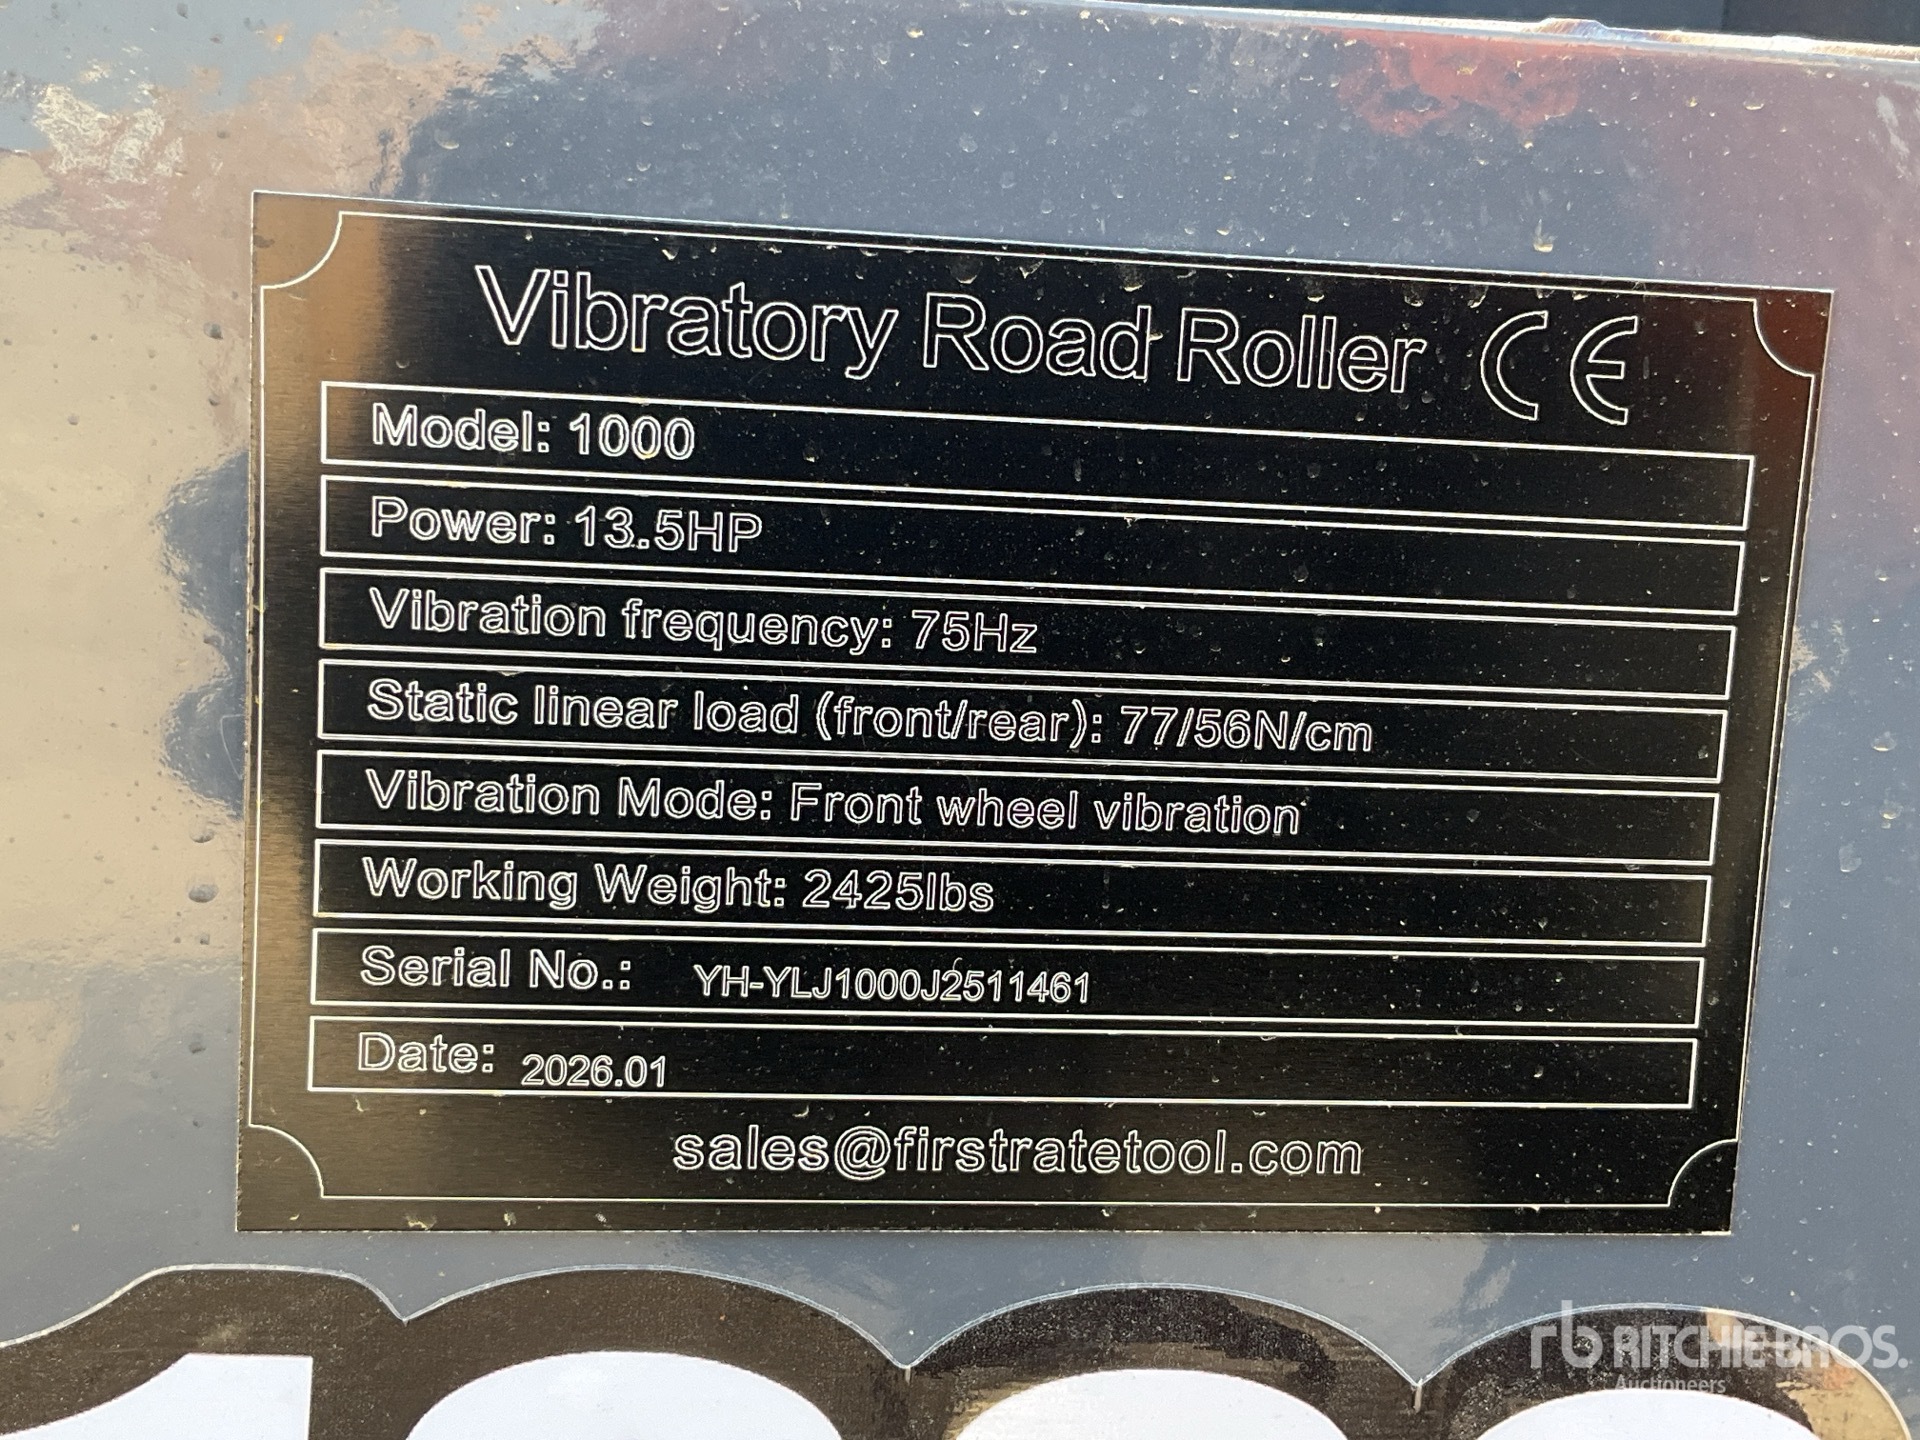 Vibratory Road Roller CE
Model: 1000
Power: 13.5HP
Vibration frequency: 75Hz
Static linear load (front/rear): 77/56N/cm
Vibration Mode: Front wheel vibration
Working Weight: 2425lbs
Serial No.: YH-YLJ1000J2511461
Date: 2026.01
sales@firstratetool.com
1000
rb RITCHIE BROS.
Auctioneers